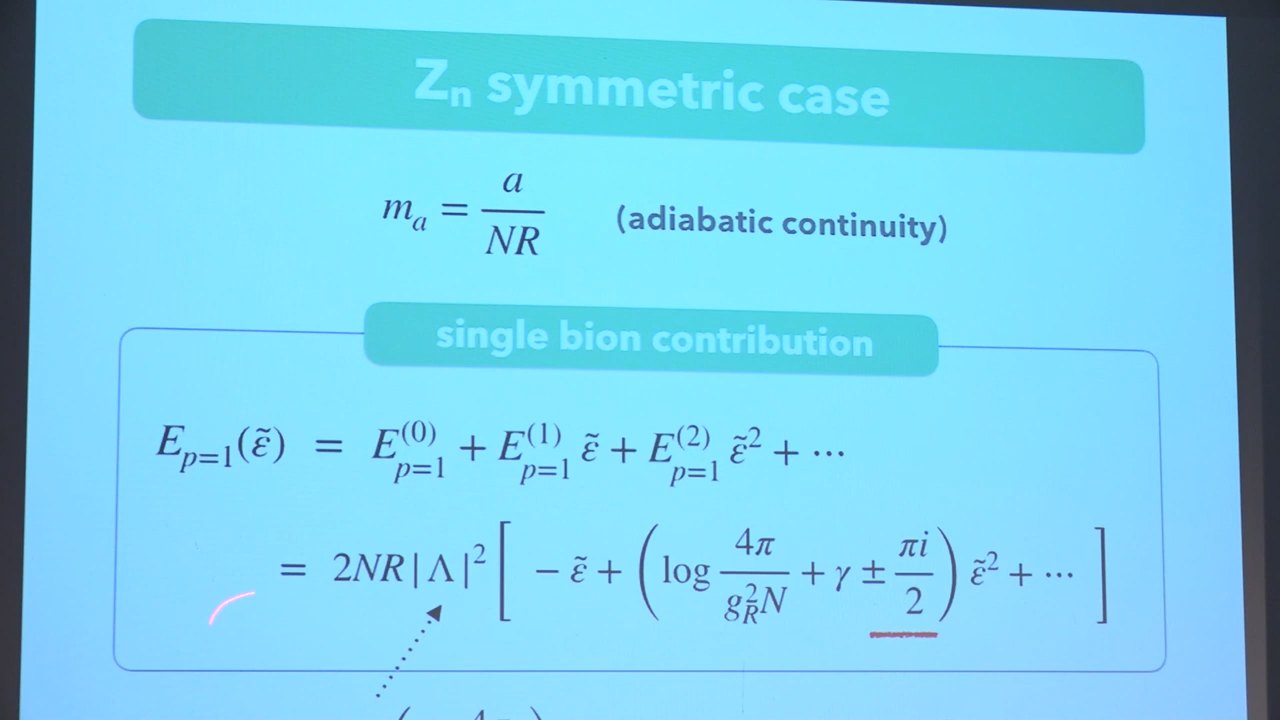 Zₙ symmetric case
mₐ = a / NR (adiabatic continuity)
single bion contribution
E_{p=1}(ε̃) = E^{(0)}_{p=1} + E^{(1)}_{p=1} ε̃ + E^{(2)}_{p=1} ε̃² + ⋯
= 2NR|Λ|² [ − ε̃ + ( log 4π / g_R² N + γ ± πi / 2 ) ε̃² + ⋯ ]